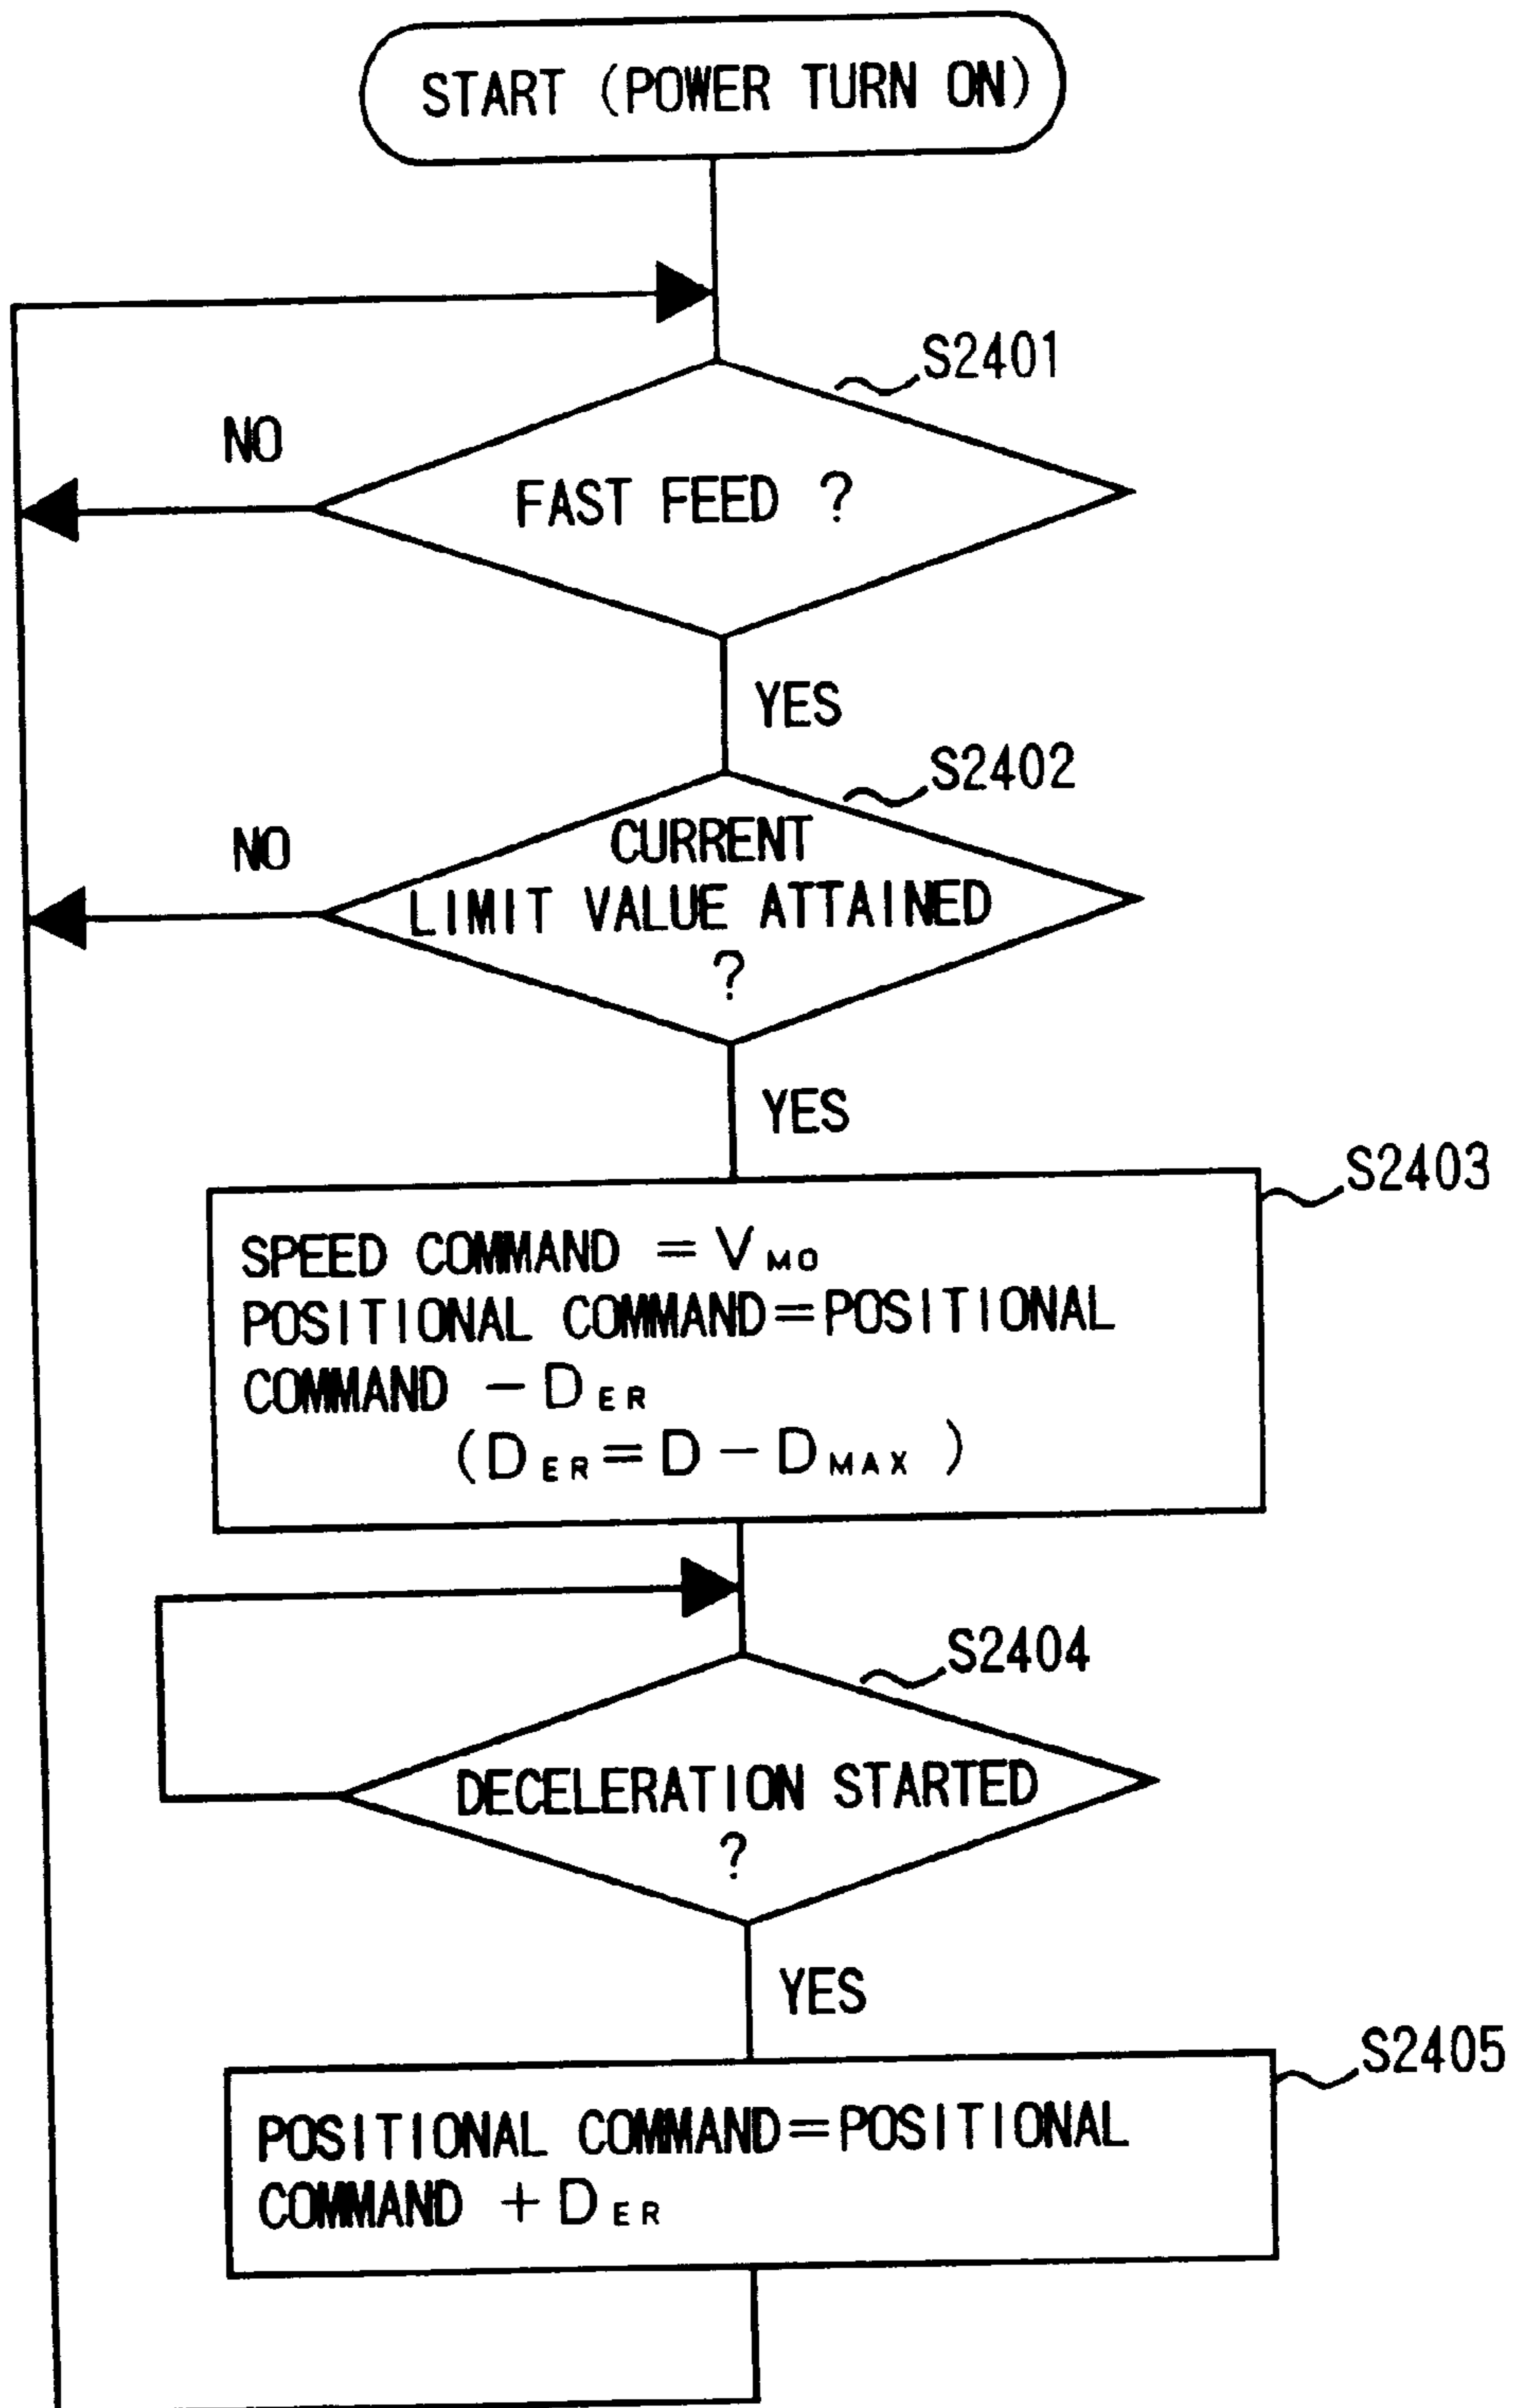 START (POWER TURN ON)
S2401
NO
FAST FEED ?
YES
S2402
NO
CURRENT
LIMIT VALUE ATTAINED
?
YES
S2403
SPEED COMMAND = VMO
POSITIONAL COMMAND=POSITIONAL
COMMAND - DER
(DER=D-DMAX)
S2404
DECELERATION STARTED
?
YES
S2405
POSITIONAL COMMAND=POSITIONAL
COMMAND + DER